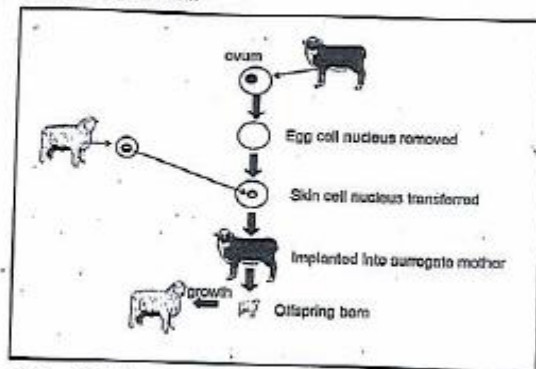 ovum
Egg cell nucleus removed
Skin cell nucleus transferred
Implanted into surrogate mother
growth
Offspring born